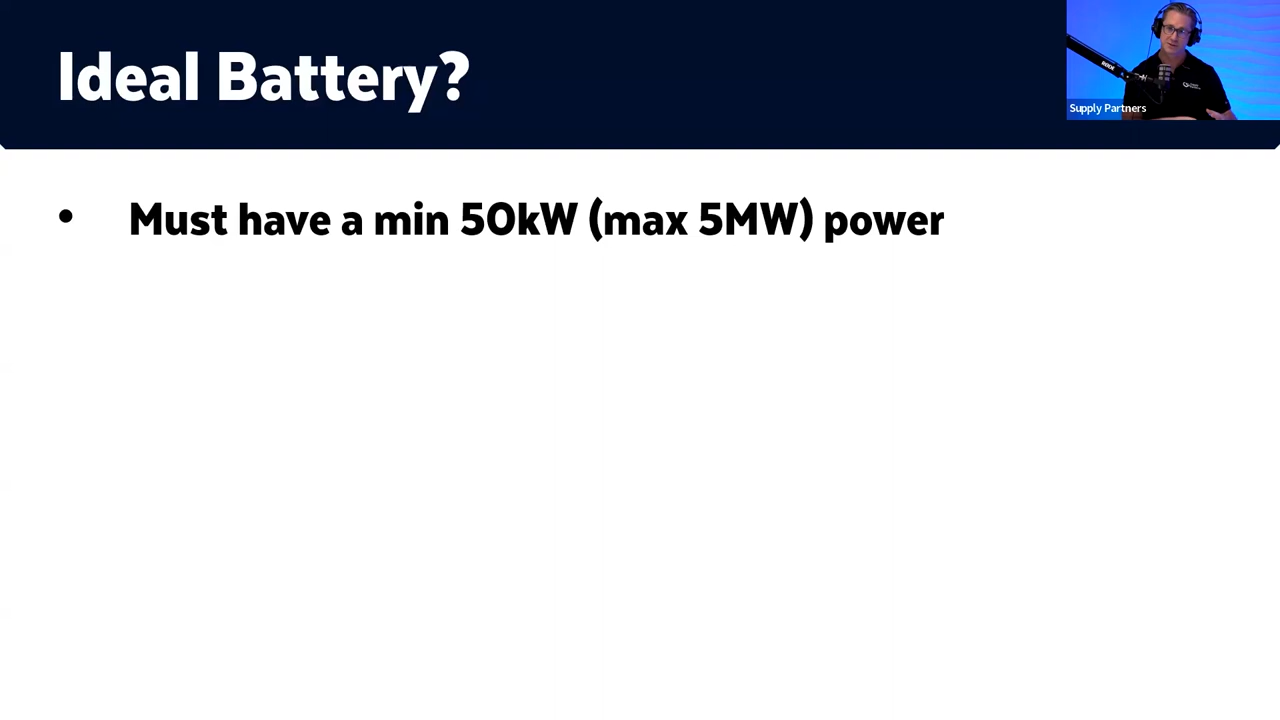 Ideal Battery?
Supply Partners
• Must have a min 50kW (max 5MW) power